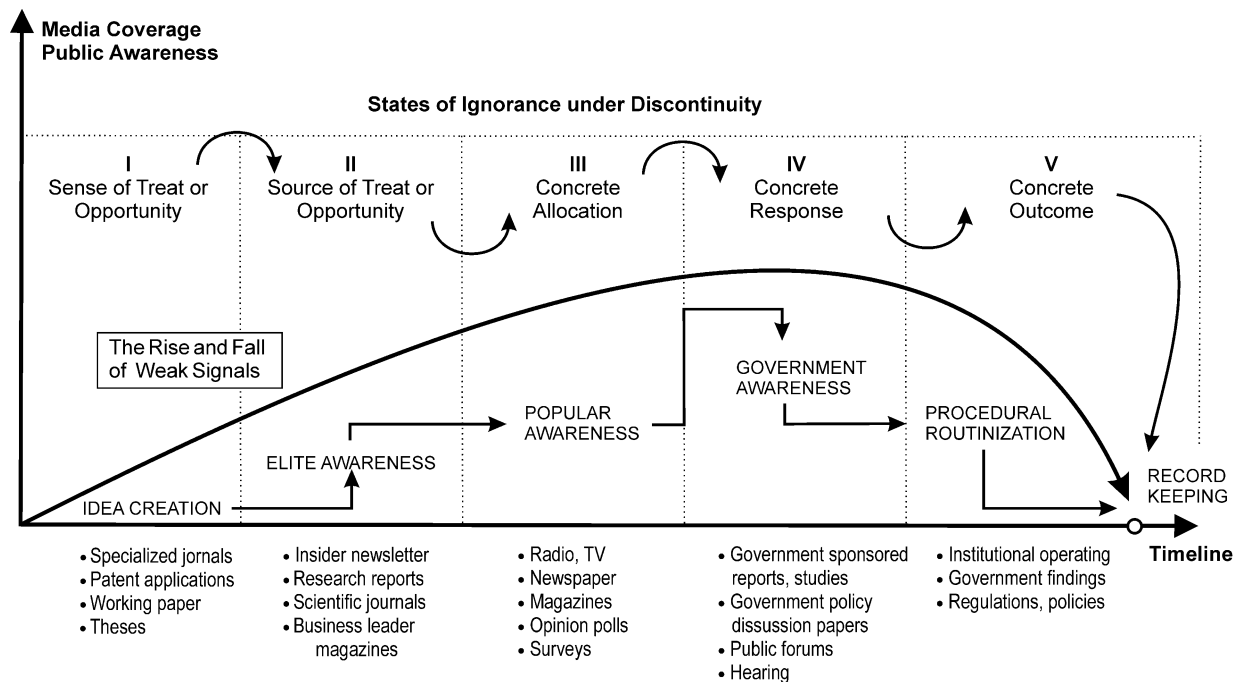 Media Coverage
Public Awareness
States of Ignorance under Discontinuity
I
Sense of Treat or
Opportunity
II
Source of Treat or
Opportunity
III
Concrete
Allocation
IV
Concrete
Response
V
Concrete
Outcome
The Rise and Fall
of Weak Signals
IDEA CREATION
ELITE AWARENESS
POPULAR
AWARENESS
GOVERNMENT
AWARENESS
PROCEDURAL
ROUTINIZATION
RECORD
KEEPING
Timeline
• Specialized jornals
• Patent applications
• Working paper
• Theses
• Insider newsletter
• Research reports
• Scientific journals
• Business leader
magazines
• Radio, TV
• Newspaper
• Magazines
• Opinion polls
• Surveys
• Government sponsored
reports, studies
• Government policy
dissussion papers
• Public forums
• Hearing
• Institutional operating
• Government findings
• Regulations, policies